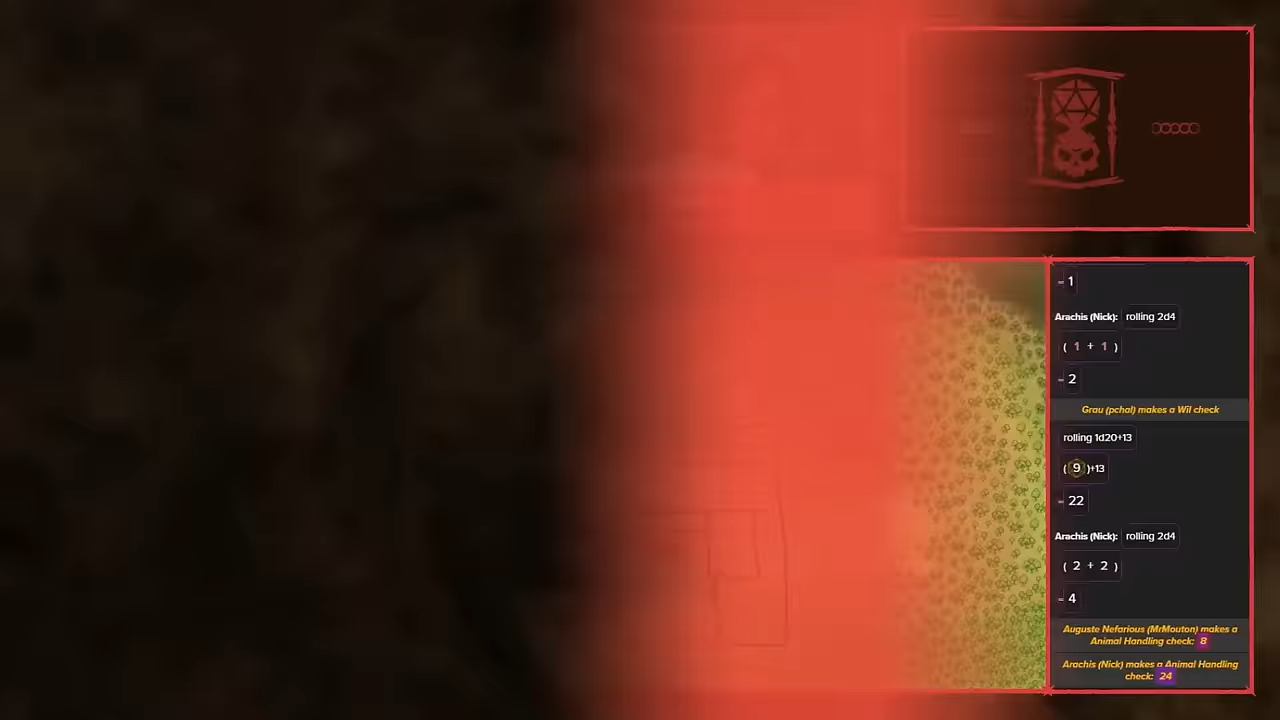 = 1
Arachis (Nick): rolling 2d4
( 1 + 1 )
= 2
Grau (pchal) makes a Wil check
rolling 1d20+13
( 9 )+13
= 22
Arachis (Nick): rolling 2d4
( 2 + 2 )
= 4
Auguste Nefarious (MrMouton) makes a
Animal Handling check: 8
Arachis (Nick) makes a Animal Handling
check: 24